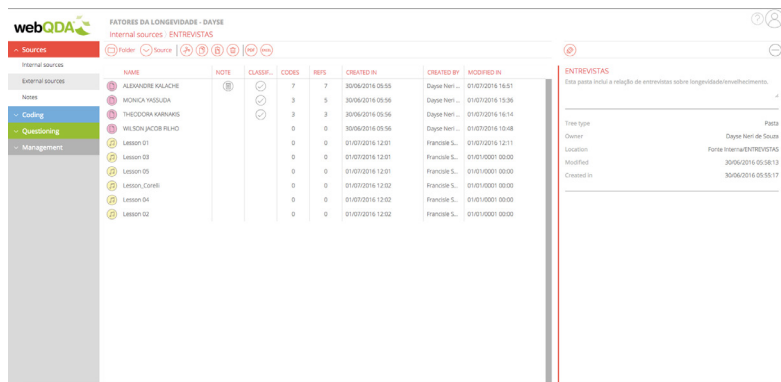 webQDA
FATORES DA LONGEVIDADE - DAYSE
Internal sources | ENTREVISTAS
Sources
Internal sources
External sources
Notes
Coding
Questioning
Management
Folder Source
NAME NOTE CLASSIF... CODES REFS CREATED IN CREATED BY MODIFIED IN
ALEXANDRE KALACHE 7 7 30/06/2016 05:55 Dayse Neri ... 01/07/2016 16:51
MONICA YASSUDA 3 5 30/06/2016 05:56 Dayse Neri ... 01/07/2016 15:36
THEODORA KARNAKIS 3 3 30/06/2016 05:56 Dayse Neri ... 01/07/2016 16:14
WILSON JACOB FILHO 0 0 30/06/2016 05:56 Dayse Neri ... 01/07/2016 10:48
Lesson 01 0 0 01/07/2016 12:01 Francisle S... 01/07/2016 12:11
Lesson 03 0 0 01/07/2016 12:01 Francisle S... 01/01/0001 00:00
Lesson 05 0 0 01/07/2016 12:01 Francisle S... 01/01/0001 00:00
Lesson_Corelli 0 0 01/07/2016 12:02 Francisle S... 01/01/0001 00:00
Lesson 04 0 0 01/07/2016 12:02 Francisle S... 01/01/0001 00:00
Lesson 02 0 0 01/07/2016 12:02 Francisle S... 01/01/0001 00:00
ENTREVISTAS
Esta pasta inclui a relação de entrevistas sobre longevidade/envelhecimento.
Tree type Pasta
Owner Dayse Neri de Souza
Location Fonte Interna/ENTREVISTAS
Modified 30/06/2016 05:58:13
Created in 30/06/2016 05:55:17